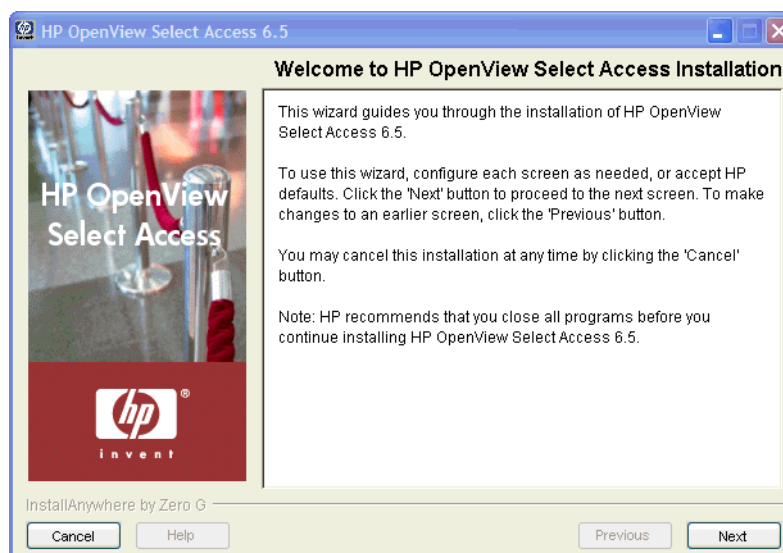 HP OpenView Select Access 6.5
Welcome to HP OpenView Select Access Installation
HP OpenView
Select Access
hp
®
invent
This wizard guides you through the installation of HP OpenView
Select Access 6.5.
To use this wizard, configure each screen as needed, or accept HP
defaults. Click the 'Next' button to proceed to the next screen. To make
changes to an earlier screen, click the 'Previous' button.
You may cancel this installation at any time by clicking the 'Cancel'
button.
Note: HP recommends that you close all programs before you
continue installing HP OpenView Select Access 6.5.
InstallAnywhere by Zero G
Cancel Help Previous Next